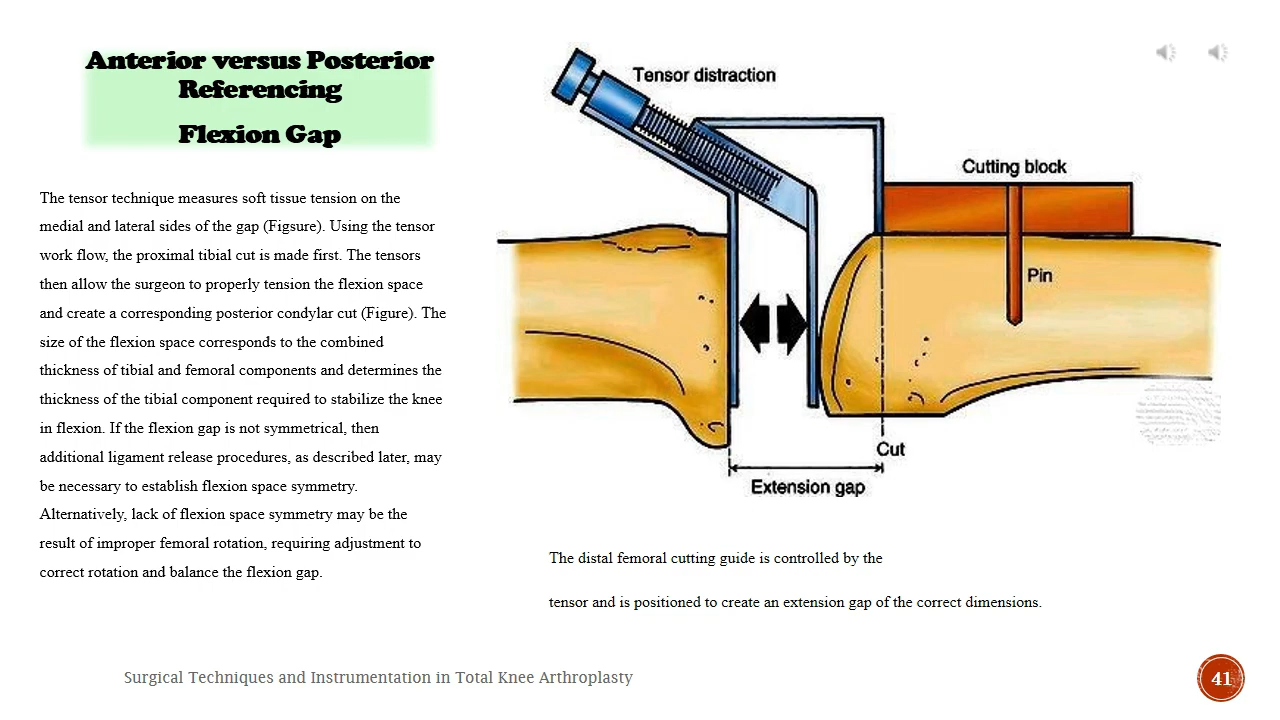 Anterior versus Posterior
Referencing
Flexion Gap
The tensor technique measures soft tissue tension on the
medial and lateral sides of the gap (Figsure). Using the tensor
work flow, the proximal tibial cut is made first. The tensors
then allow the surgeon to properly tension the flexion space
and create a corresponding posterior condylar cut (Figure). The
size of the flexion space corresponds to the combined
thickness of tibial and femoral components and determines the
thickness of the tibial component required to stabilize the knee
in flexion. If the flexion gap is not symmetrical, then
additional ligament release procedures, as described later, may
be necessary to establish flexion space symmetry.
Alternatively, lack of flexion space symmetry may be the
result of improper femoral rotation, requiring adjustment to
correct rotation and balance the flexion gap.
Tensor distraction
Cutting block
Pin
Cut
Extension gap
The distal femoral cutting guide is controlled by the
tensor and is positioned to create an extension gap of the correct dimensions.
Surgical Techniques and Instrumentation in Total Knee Arthroplasty
41